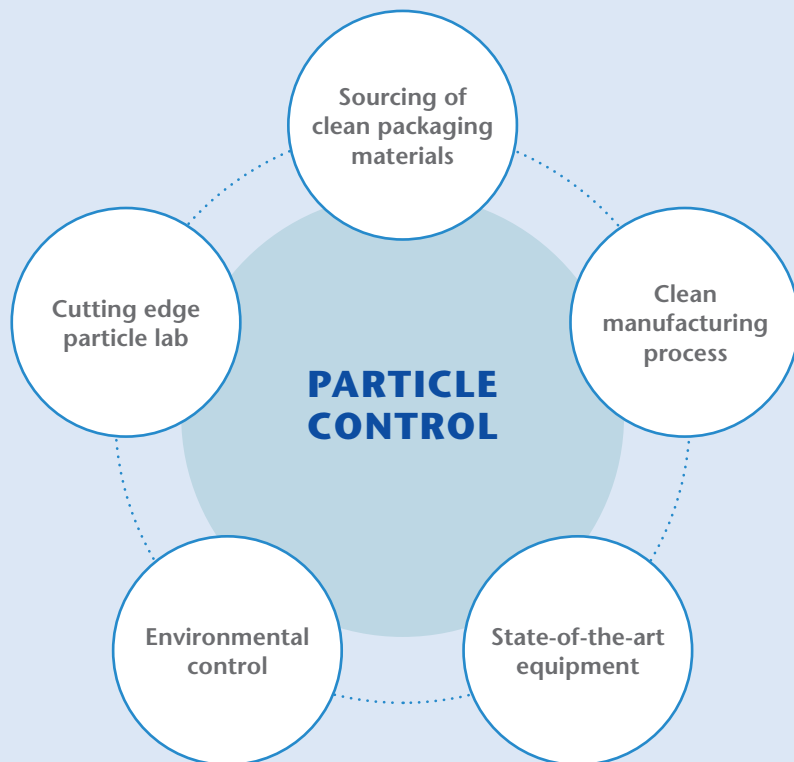 Sourcing of
clean packaging
materials
Cutting edge
particle lab
Clean
manufacturing
process
PARTICLE
CONTROL
Environmental
control
State-of-the-art
equipment